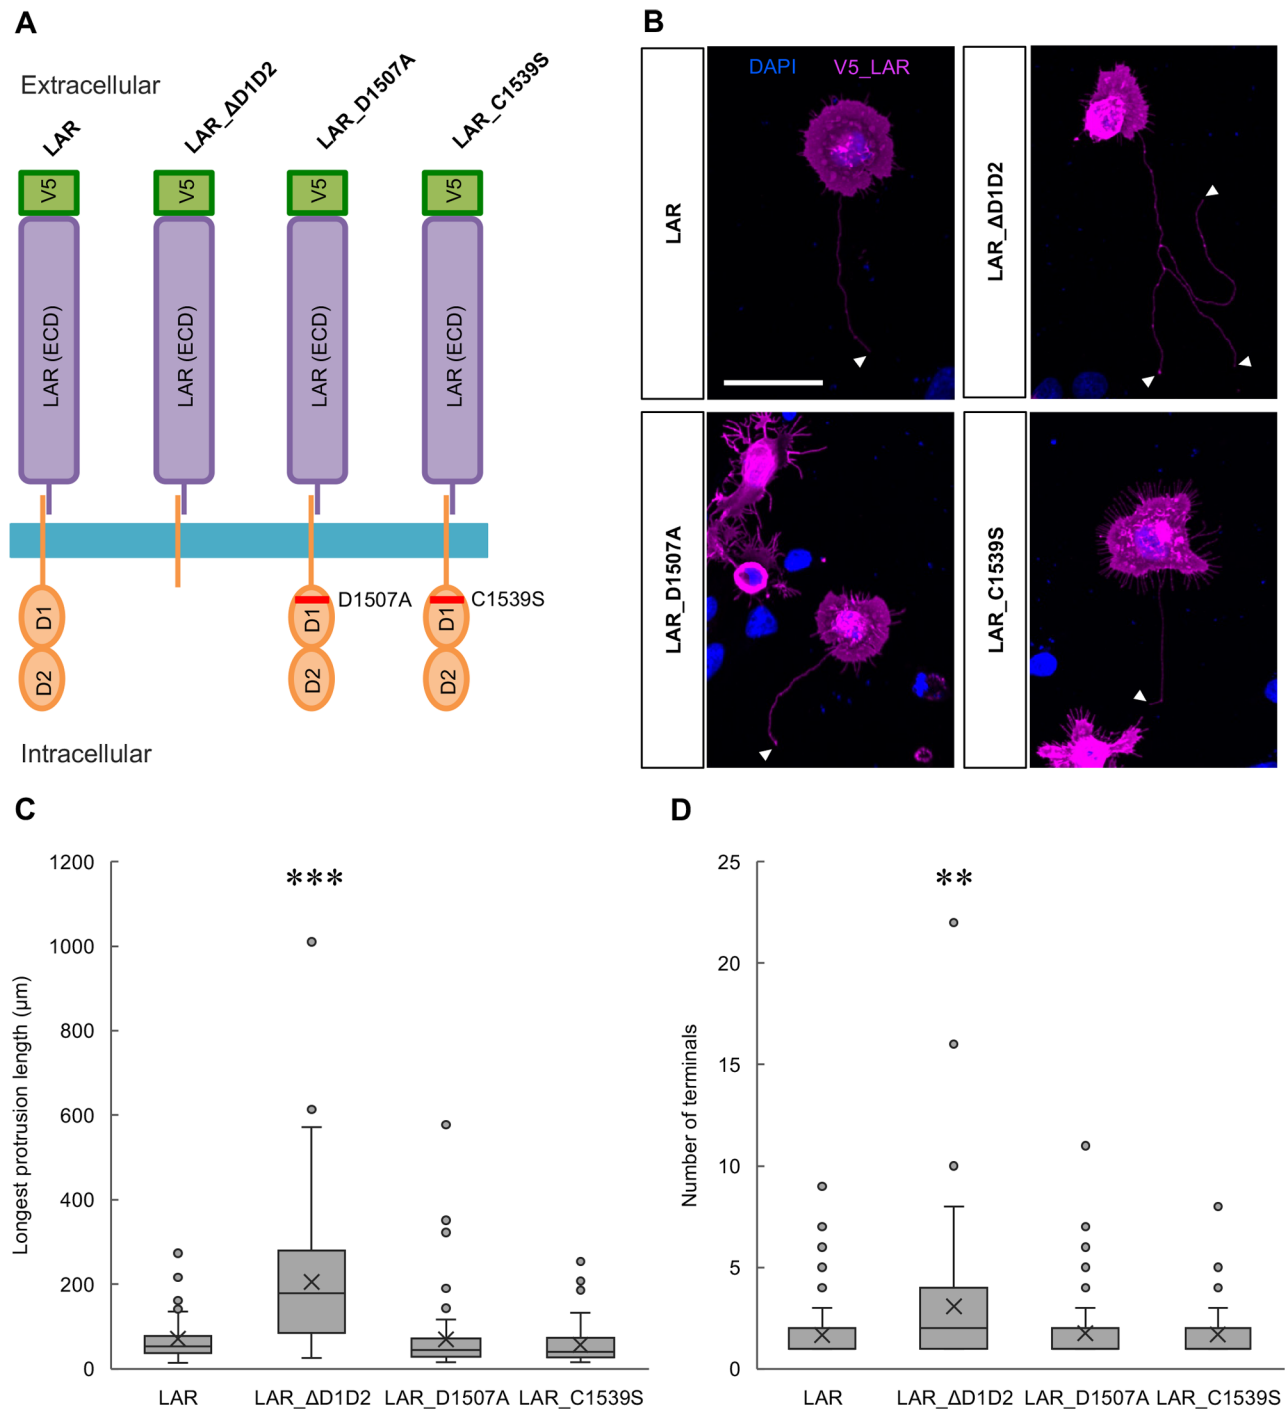 A
Extracellular
LAR
LAR_ΔD1D2
LAR_D1507A
LAR_C1539S
V5
V5
V5
V5
LAR (ECD)
LAR (ECD)
LAR (ECD)
LAR (ECD)
D1
D1
D1507A
D1
C1539S
D2
D2
D2
Intracellular
B
LAR
DAPI
V5_LAR
LAR_ΔD1D2
LAR_D1507A
LAR_C1539S
C
1200
1000
800
600
400
200
0
Longest protrusion length (µm)
***
LAR
LAR_ΔD1D2
LAR_D1507A
LAR_C1539S
D
25
20
15
10
5
0
Number of terminals
**
LAR
LAR_ΔD1D2
LAR_D1507A
LAR_C1539S